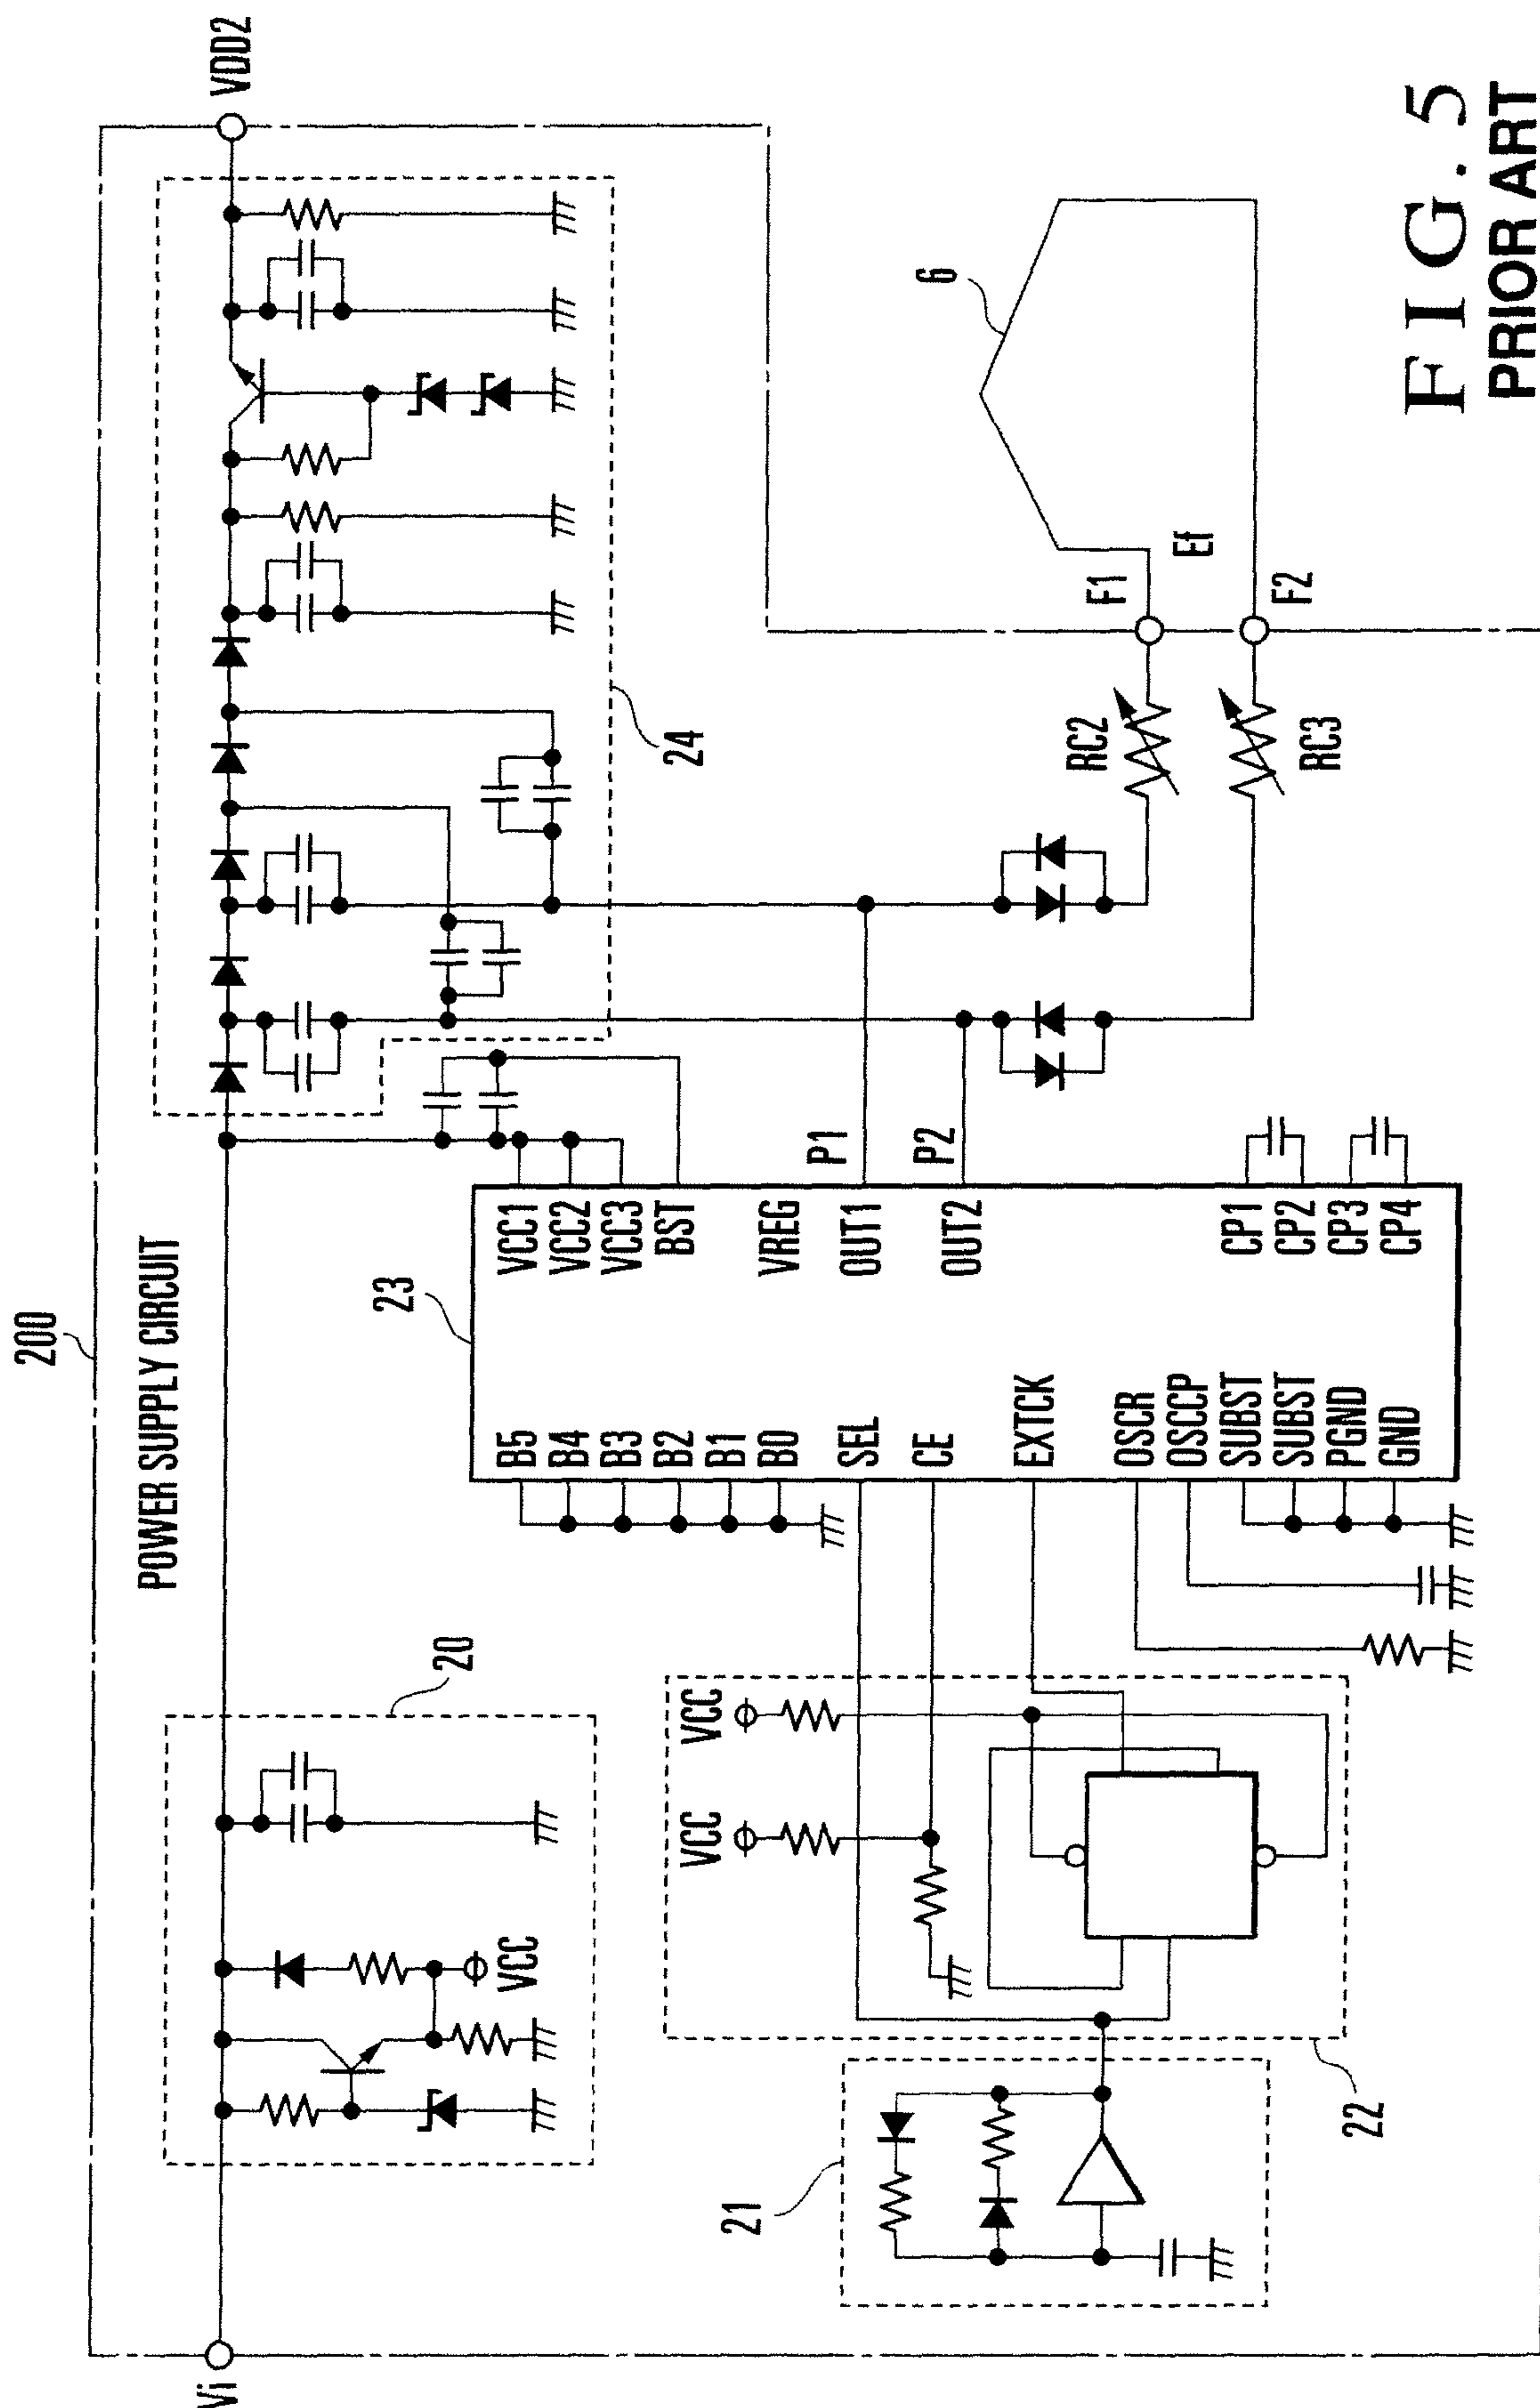 200
POWER SUPPLY CIRCUIT
Vi
VDD2
20
VCC
24
23
B5
B4
B3
B2
B1
B0
SEL
CE
EXTCK
OSCR
OSCCP
SUBST
SUBST
PGND
GND
VCC1
VCC2
VCC3
BST
VREG
OUT1
OUT2
CP1
CP2
CP3
CP4
P1
P2
VCC
VCC
21
22
RC2
RC3
F1
Ef
F2
6
FIG. 5
PRIOR ART